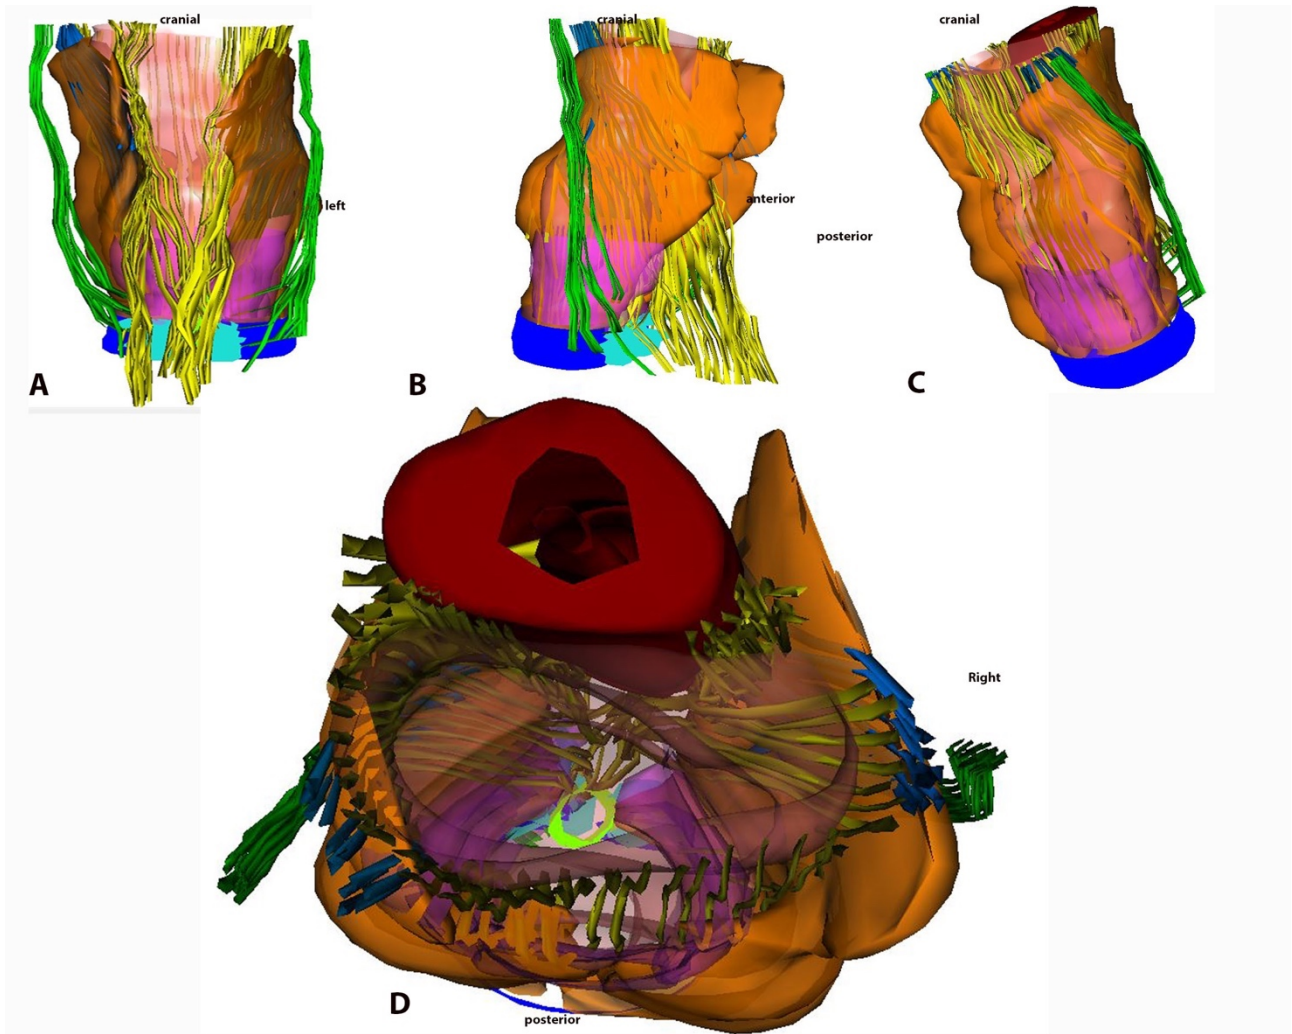 cranial
left
A
cranial
anterior
posterior
B
cranial
C
Right
D
posterior